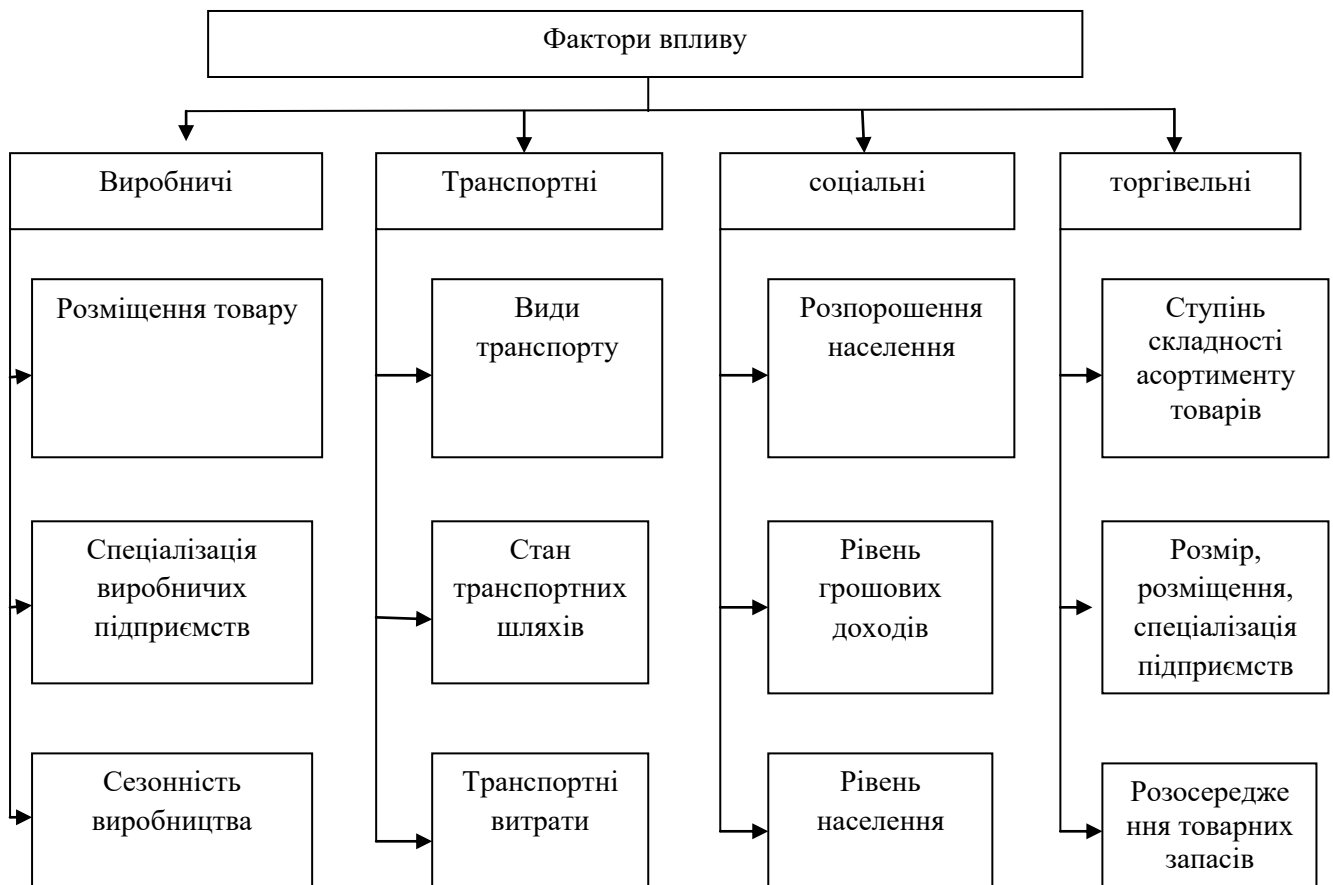 Фактори впливу
Виробничі
Транспортні
соціальні
торгівельні
Розміщення товару
Види
транспорту
Розпорошення
населення
Ступінь
складності
асортименту
товарів
Спеціалізація
виробничих
підприємств
Стан
транспортних
шляхів
Рівень
грошових
доходів
Розмір,
розміщення,
спеціалізація
підприємств
Сезонність
виробництва
Транспортні
витрати
Рівень
населення
Розосередже
ння товарних
запасів